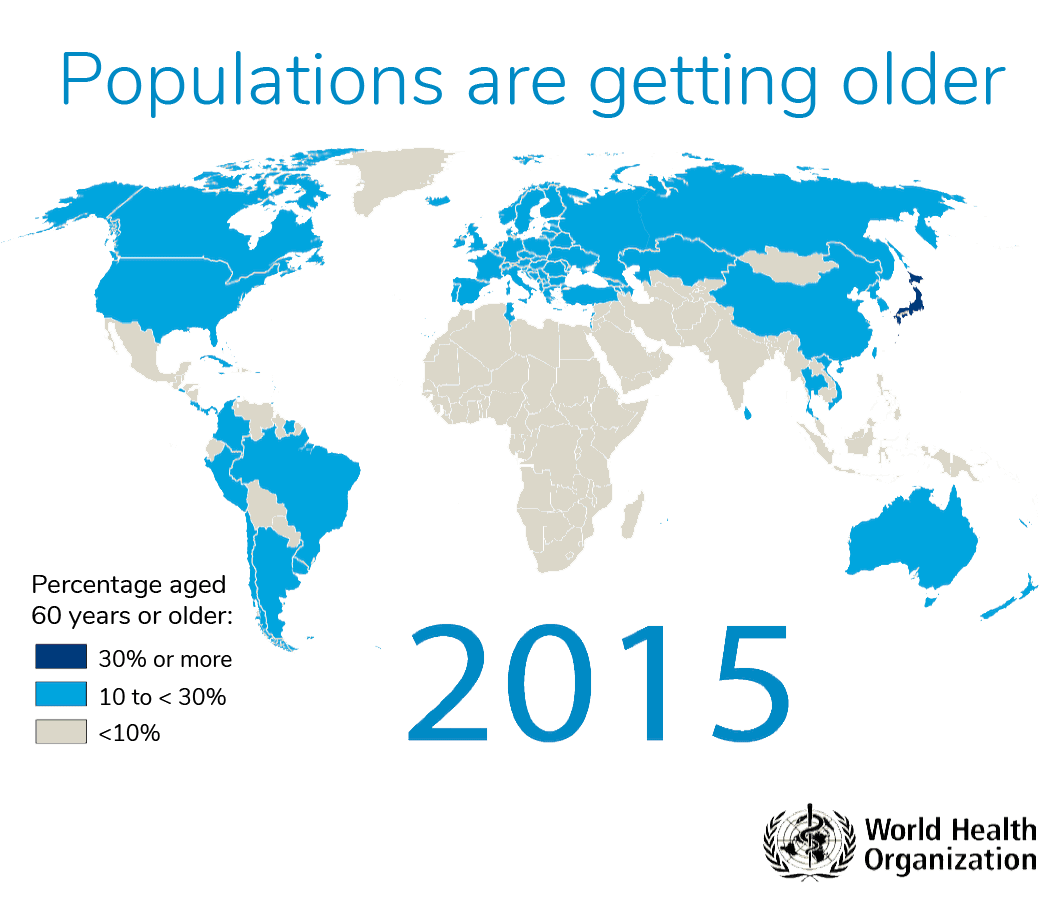 Populations are getting older
Percentage aged
60 years or older:
30% or more
10 to < 30%
<10%
2015
World Health
Organization